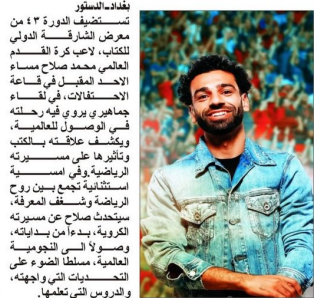 بغداد_الدستور
تستضيف الدورة ٤٣ من
معرض الشارقة الدولي
للكتاب، لاعب كرة القدم
العالمي محمد صلاح مساء
الاحد المقبل في قاعة
الاحتفالات، في لقاء
جماهيري يروي فيه رحلته
في الوصول للعالمية،
ويكشف علاقته بالكتب
وتأثيرها على مسيرته
الرياضية.وفي امسية
استثنائية تجمع بين روح
الرياضة وشغف المعرفة،
سيتحدث صلاح عن مسيرته
الكروية، بدءاً من بداياته،
وصولاً الى النجومية
العالمية، مسلطا الضوء على
التحديات التي واجهته،
والدروس التي تعلمها.